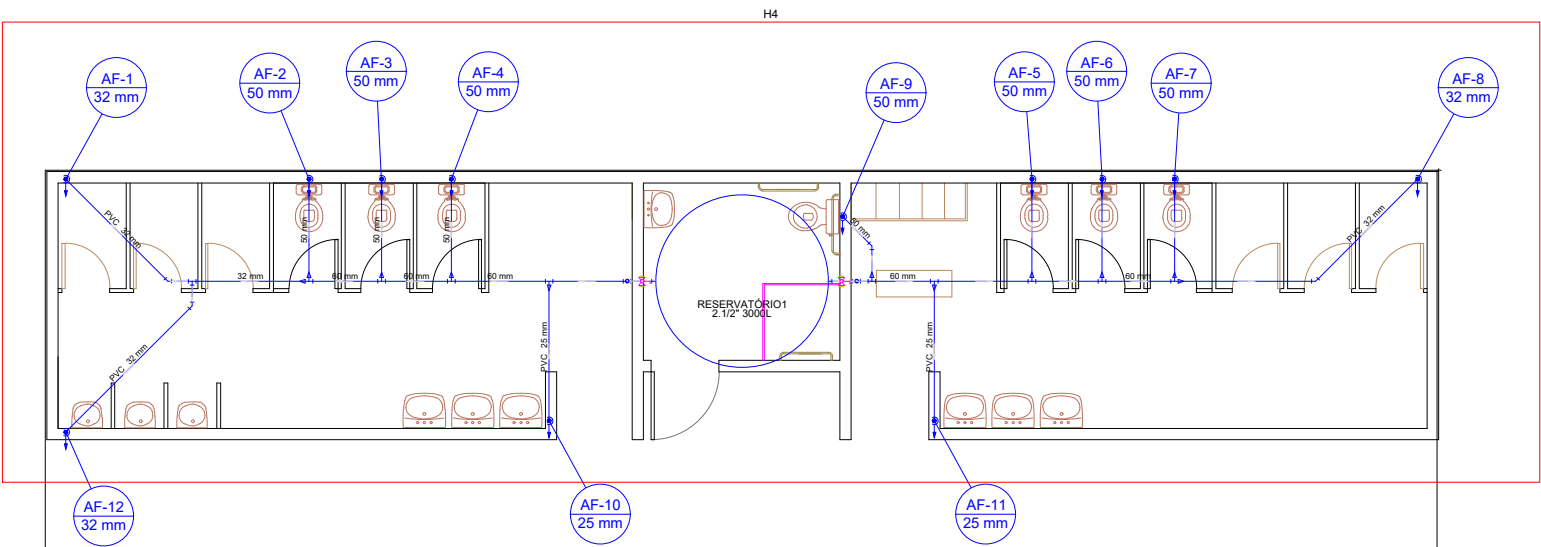 H4
AF-1
32 mm
AF-2
50 mm
AF-3
50 mm
AF-4
50 mm
AF-9
50 mm
AF-5
50 mm
AF-6
50 mm
AF-7
50 mm
AF-8
32 mm
PVC 32 mm
50 mm
50 mm
50 mm
50 mm
PVC 32 mm
32 mm
60 mm
60 mm
60 mm
60 mm
60 mm
RESERVATÓRIO1
2.1/2" 3000L
PVC 32 mm
PVC 25 mm
PVC 25 mm
AF-12
32 mm
AF-10
25 mm
AF-11
25 mm